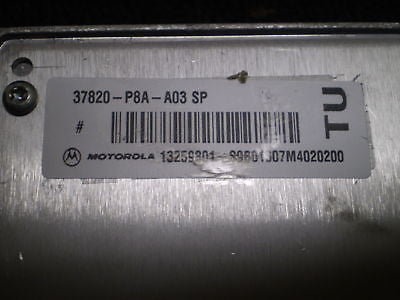 37820-P8A-A03 SP
#
MOTOROLA
TU